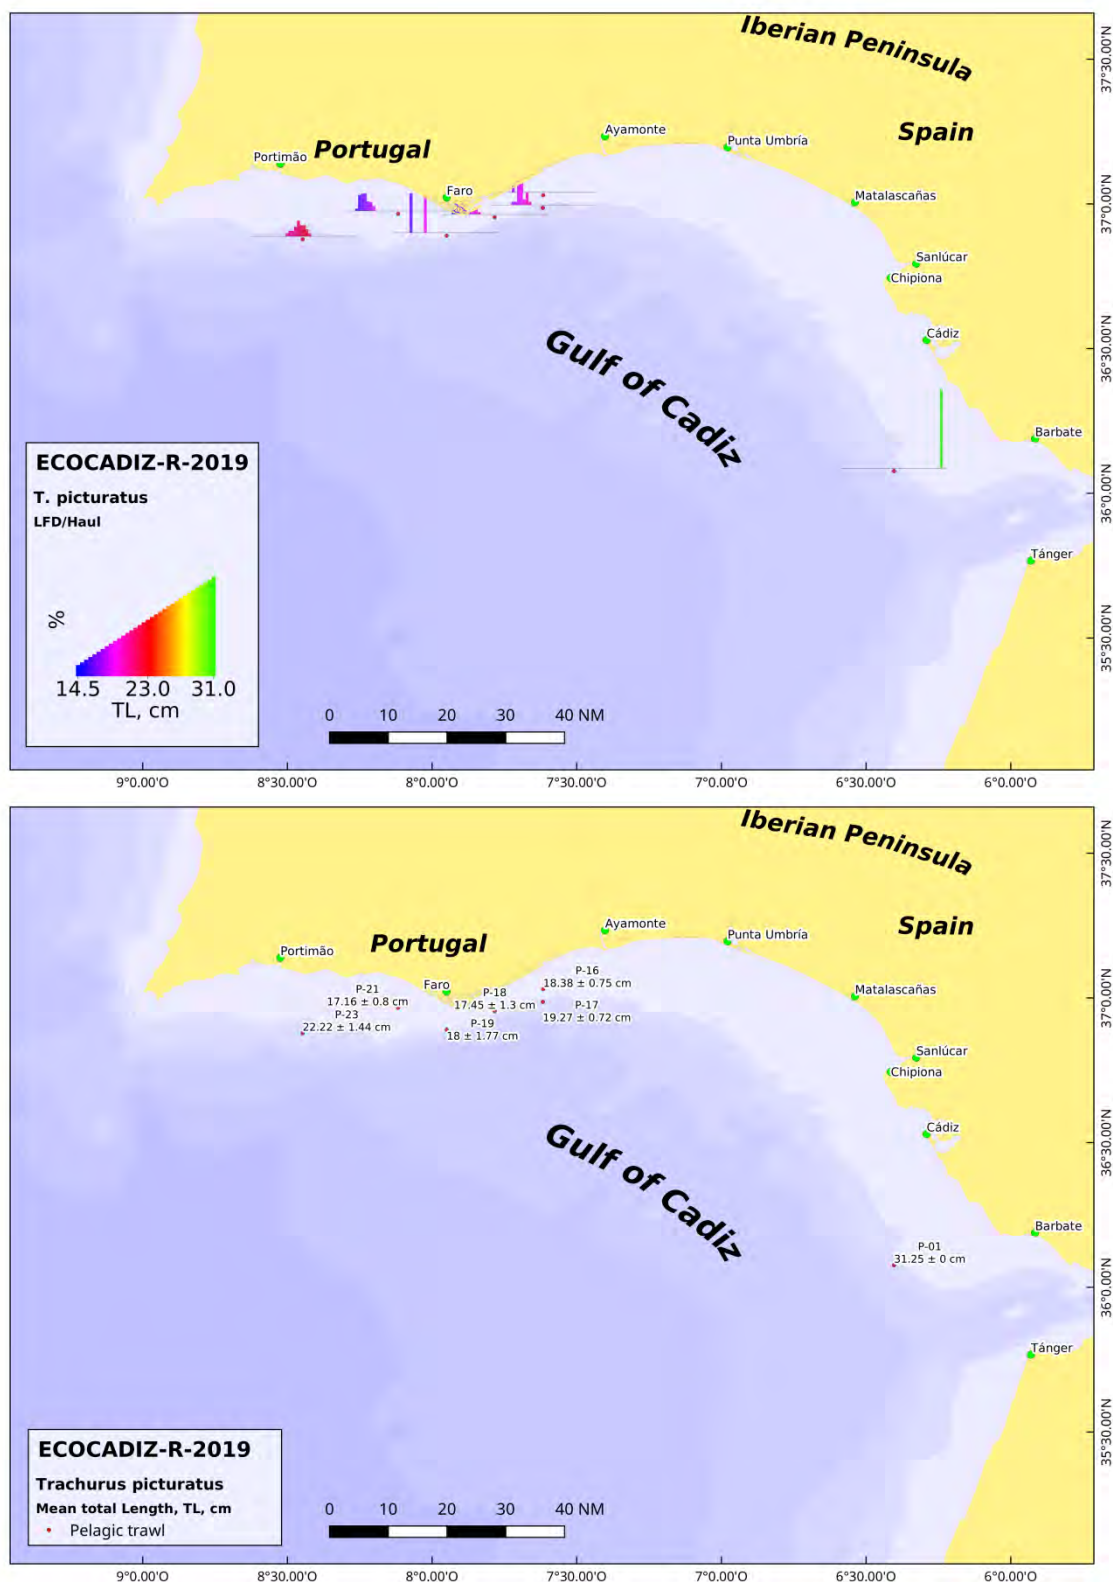 Iberian Peninsula
37°30.00'N
Spain
Portugal
Ayamonte
Punta Umbría
Portimão
Faro
Matalascañas
37°0.00'N
Sanlúcar
Chipiona
Cádiz
36°30.00'N
Gulf of Cadiz
Barbate
36°0.00'N
Tánger
35°30.00'N
ECOCADIZ-R-2019
T. picturatus
LFD/Haul
%
14.5 23.0 31.0
TL, cm
0 10 20 30 40 NM
9°0.00'O 8°30.00'O 8°0.00'O 7°30.00'O 7°0.00'O 6°30.00'O 6°0.00'O
Iberian Peninsula
37°30.00'N
Spain
Portugal
Ayamonte
Punta Umbría
Portimão
P-16
18.38 ± 0.75 cm
Faro
P-21
17.16 ± 0.8 cm
P-18
17.45 ± 1.3 cm
Matalascañas
37°0.00'N
P-17
19.27 ± 0.72 cm
P-23
22.22 ± 1.44 cm
P-19
18 ± 1.77 cm
Sanlúcar
Chipiona
Cádiz
36°30.00'N
Gulf of Cadiz
Barbate
P-01
31.25 ± 0 cm
36°0.00'N
Tánger
35°30.00'N
ECOCADIZ-R-2019
Trachurus picturatus
Mean total Length, TL, cm
Pelagic trawl
0 10 20 30 40 NM
9°0.00'O 8°30.00'O 8°0.00'O 7°30.00'O 7°0.00'O 6°30.00'O 6°0.00'O